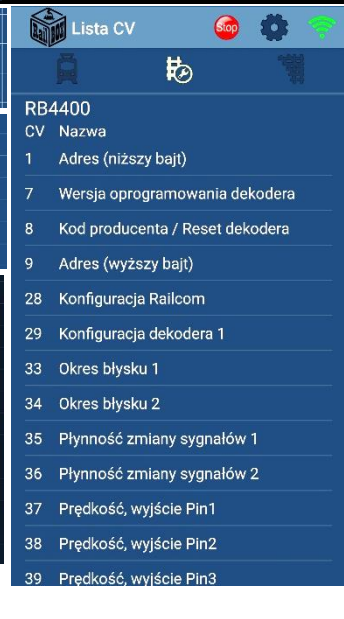 Lista CV
Stop
RB4400
CV Nazwa
1 Adres (niższy bajt)
7 Wersja oprogramowania dekodera
8 Kod producenta / Reset dekodera
9 Adres (wyższy bajt)
28 Konfiguracja Railcom
29 Konfiguracja dekodera 1
33 Okres błysku 1
34 Okres błysku 2
35 Płynność zmiany sygnałów 1
36 Płynność zmiany sygnałów 2
37 Prędkość, wyjście Pin1
38 Prędkość, wyjście Pin2
39 Prędkość, wyjście Pin3